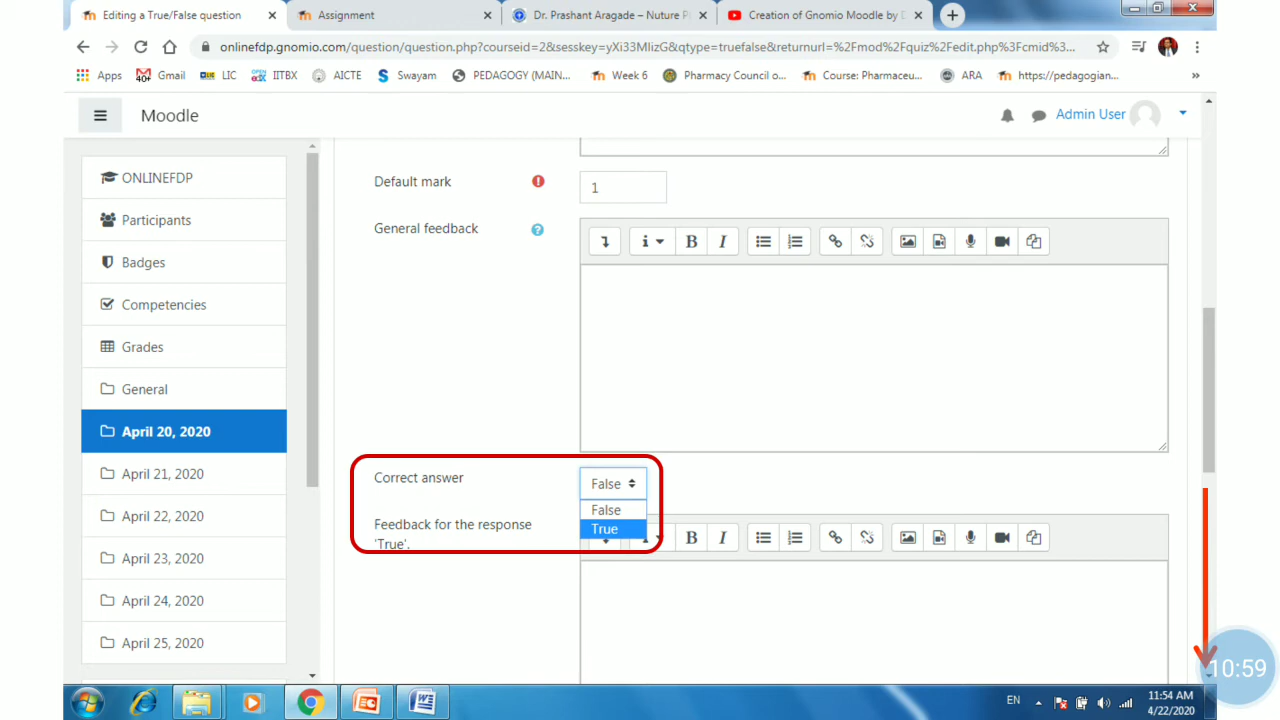 Editing a True/False question
Assignment
Dr. Prashant Aragade – Nuture P
Creation of Gnomio Moodle by D
onlinefdp.gnomio.com/question/question.php?courseid=2&sesskey=yXi33MlizG&qtype=truefalse&returnurl=%2Fmod%2Fquiz%2Fedit.php%3Fcmid%3...
Apps
Gmail
40+
LIC
OPEN edX
IITBX
AICTE
Swayam
PEDAGOGY (MAIN...
Week 6
Pharmacy Council o...
Course: Pharmaceu...
ARA
https://pedagogian...
»
Moodle
Admin User
ONLINEFDP
Participants
Badges
Competencies
Grades
General
April 20, 2020
April 21, 2020
April 22, 2020
April 23, 2020
April 24, 2020
April 25, 2020
Default mark
1
General feedback
B I
Correct answer
False
False
True
Feedback for the response
'True'.
B I
10:59
EN
11:54 AM
4/22/2020